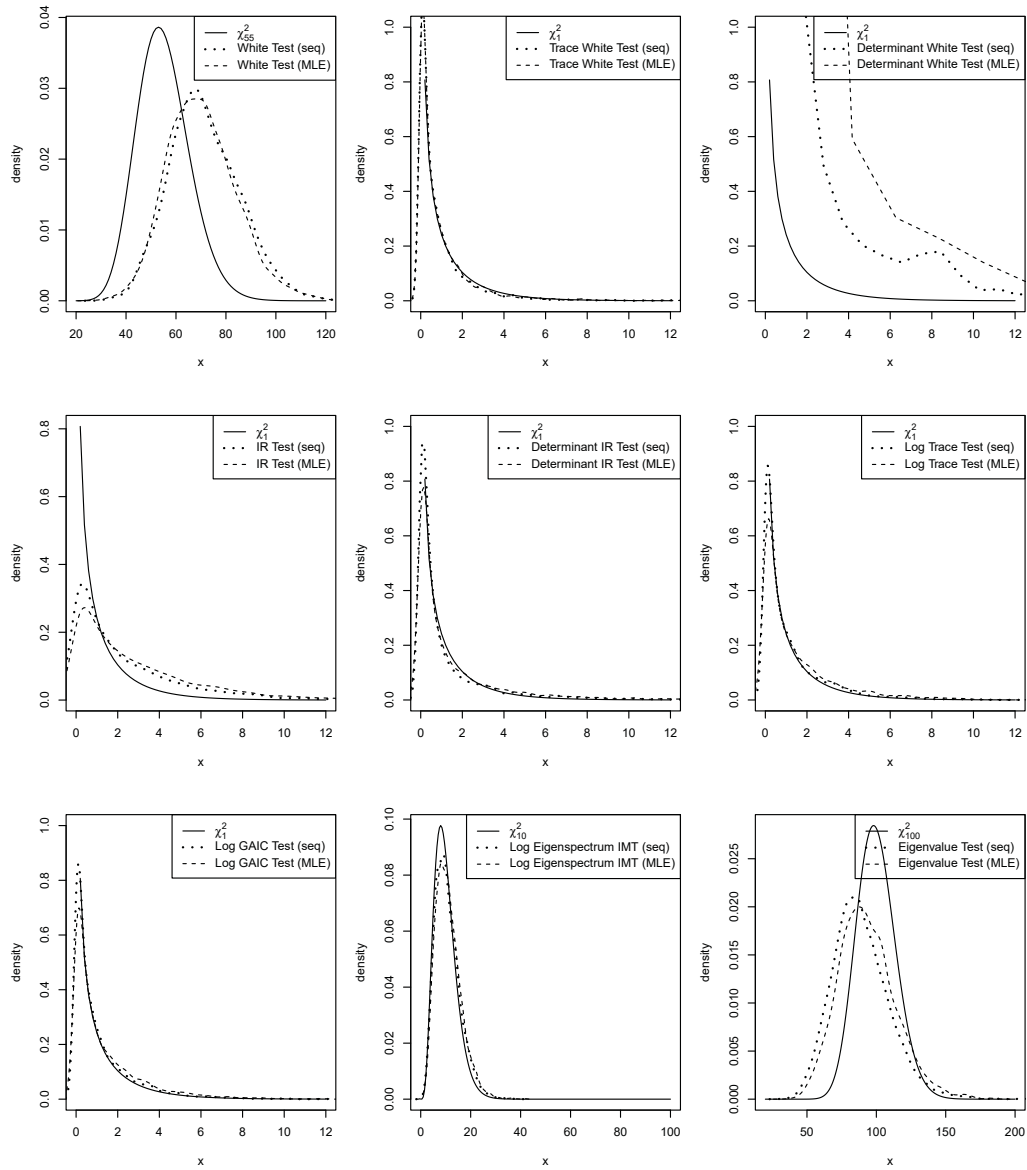 χ²₅₅
White Test (seq)
White Test (MLE)
density
0.00 0.01 0.02 0.03 0.04
20 40 60 80 100 120
x
χ²₁
Trace White Test (seq)
Trace White Test (MLE)
density
0.0 0.2 0.4 0.6 0.8 1.0
0 2 4 6 8 10 12
x
χ²₁
Determinant White Test (seq)
Determinant White Test (MLE)
density
0.0 0.2 0.4 0.6 0.8 1.0
0 2 4 6 8 10 12
x
χ²₁
IR Test (seq)
IR Test (MLE)
density
0.0 0.2 0.4 0.6 0.8
0 2 4 6 8 10 12
x
χ²₁
Determinant IR Test (seq)
Determinant IR Test (MLE)
density
0.0 0.2 0.4 0.6 0.8 1.0
0 2 4 6 8 10 12
x
χ²₁
Log Trace Test (seq)
Log Trace Test (MLE)
density
0.0 0.2 0.4 0.6 0.8 1.0
0 2 4 6 8 10 12
x
χ²₁
Log GAIC Test (seq)
Log GAIC Test (MLE)
density
0.0 0.2 0.4 0.6 0.8 1.0
0 2 4 6 8 10 12
x
χ²₁₀
Log Eigenspectrum IMT (seq)
Log Eigenspectrum IMT (MLE)
density
0.00 0.02 0.04 0.06 0.08 0.10
0 20 40 60 80 100
x
χ²₁₀₀
Eigenvalue Test (seq)
Eigenvalue Test (MLE)
density
0.000 0.005 0.010 0.015 0.020 0.025
50 100 150 200
x